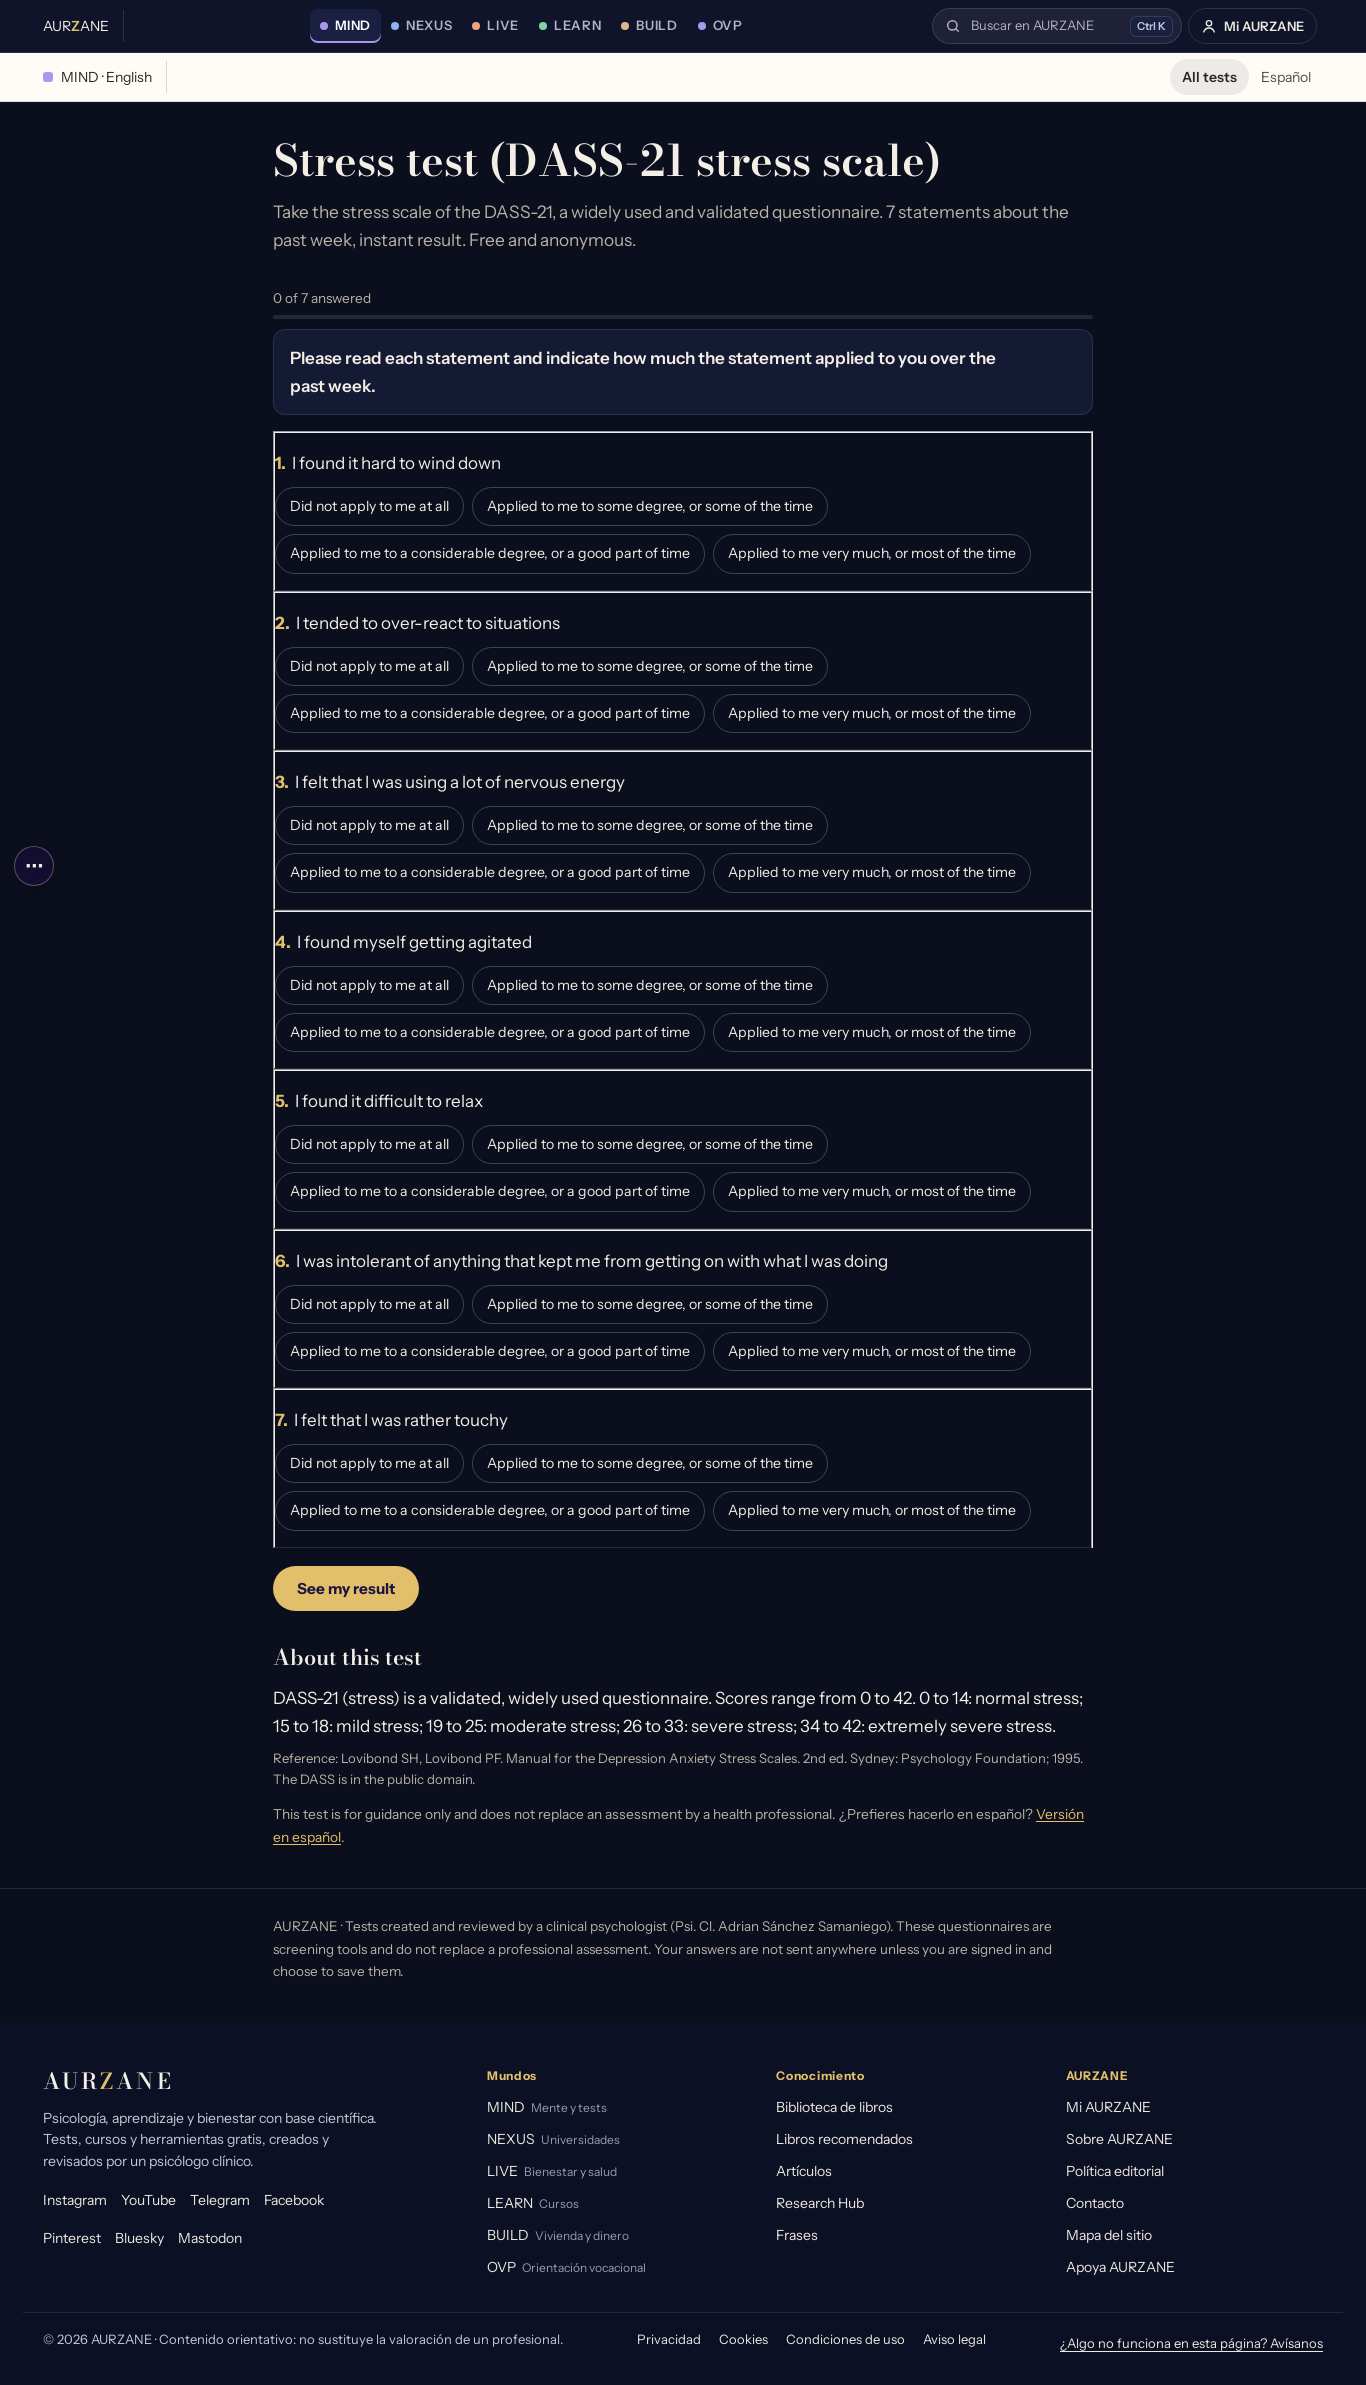 AURZANE
MIND NEXUS LIVE LEARN BUILD OVP
Buscar en AURZANE Ctrl K
Mi AURZANE
MIND · English
All tests Español
Stress test (DASS-21 stress scale)
Take the stress scale of the DASS-21, a widely used and validated questionnaire. 7 statements about the
past week, instant result. Free and anonymous.
0 of 7 answered
Please read each statement and indicate how much the statement applied to you over the
past week.
1. I found it hard to wind down
Did not apply to me at all Applied to me to some degree, or some of the time
Applied to me to a considerable degree, or a good part of time Applied to me very much, or most of the time
2. I tended to over-react to situations
Did not apply to me at all Applied to me to some degree, or some of the time
Applied to me to a considerable degree, or a good part of time Applied to me very much, or most of the time
3. I felt that I was using a lot of nervous energy
Did not apply to me at all Applied to me to some degree, or some of the time
Applied to me to a considerable degree, or a good part of time Applied to me very much, or most of the time
4. I found myself getting agitated
Did not apply to me at all Applied to me to some degree, or some of the time
Applied to me to a considerable degree, or a good part of time Applied to me very much, or most of the time
5. I found it difficult to relax
Did not apply to me at all Applied to me to some degree, or some of the time
Applied to me to a considerable degree, or a good part of time Applied to me very much, or most of the time
6. I was intolerant of anything that kept me from getting on with what I was doing
Did not apply to me at all Applied to me to some degree, or some of the time
Applied to me to a considerable degree, or a good part of time Applied to me very much, or most of the time
7. I felt that I was rather touchy
Did not apply to me at all Applied to me to some degree, or some of the time
Applied to me to a considerable degree, or a good part of time Applied to me very much, or most of the time
See my result
About this test
DASS-21 (stress) is a validated, widely used questionnaire. Scores range from 0 to 42. 0 to 14: normal stress;
15 to 18: mild stress; 19 to 25: moderate stress; 26 to 33: severe stress; 34 to 42: extremely severe stress.
Reference: Lovibond SH, Lovibond PF. Manual for the Depression Anxiety Stress Scales. 2nd ed. Sydney: Psychology Foundation; 1995.
The DASS is in the public domain.
This test is for guidance only and does not replace an assessment by a health professional. ¿Prefieres hacerlo en español? Versión
en español.
AURZANE · Tests created and reviewed by a clinical psychologist (Psi. Cl. Adrian Sánchez Samaniego). These questionnaires are
screening tools and do not replace a professional assessment. Your answers are not sent anywhere unless you are signed in and
choose to save them.
AURZANE
Psicología, aprendizaje y bienestar con base científica.
Tests, cursos y herramientas gratis, creados y
revisados por un psicólogo clínico.
Instagram YouTube Telegram Facebook
Pinterest Bluesky Mastodon
Mundos
MIND Mente y tests
NEXUS Universidades
LIVE Bienestar y salud
LEARN Cursos
BUILD Vivienda y dinero
OVP Orientación vocacional
Conocimiento
Biblioteca de libros
Libros recomendados
Artículos
Research Hub
Frases
AURZANE
Mi AURZANE
Sobre AURZANE
Política editorial
Contacto
Mapa del sitio
Apoya AURZANE
© 2026 AURZANE · Contenido orientativo: no sustituye la valoración de un profesional.
Privacidad Cookies Condiciones de uso Aviso legal
¿Algo no funciona en esta página? Avísanos